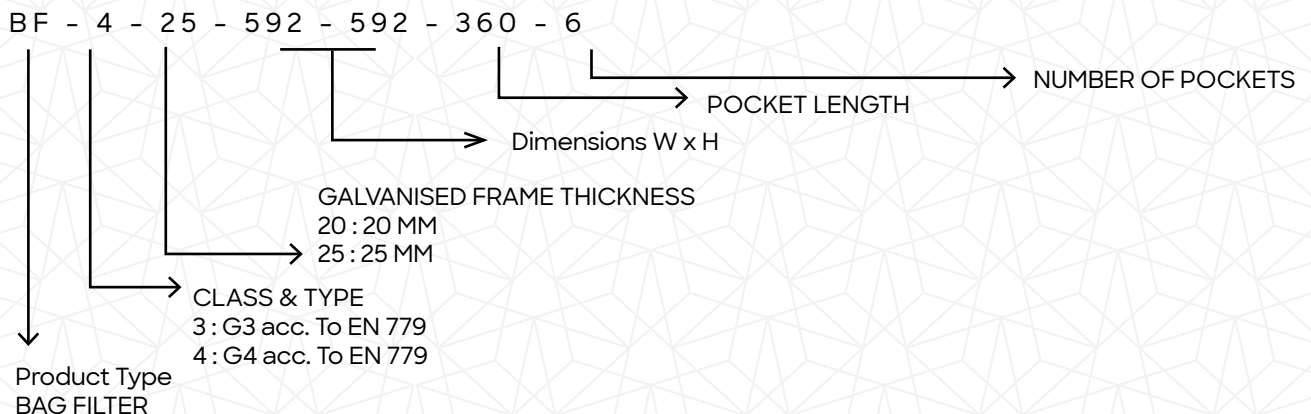 BF - 4 - 25 - 592 - 592 - 360 - 6
NUMBER OF POCKETS
POCKET LENGTH
Dimensions W x H
GALVANISED FRAME THICKNESS
20 : 20 MM
25 : 25 MM
CLASS & TYPE
3 : G3 acc. To EN 779
4 : G4 acc. To EN 779
Product Type
BAG FILTER